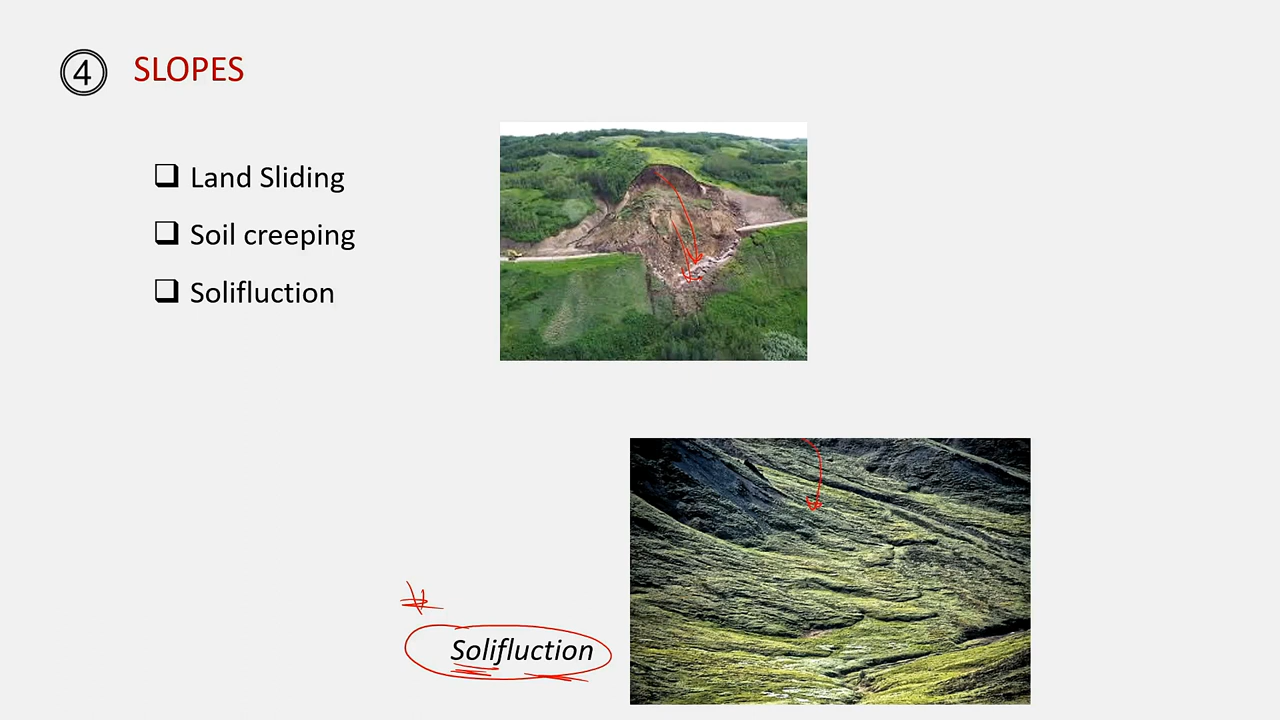 4 SLOPES
Land Sliding
Soil creeping
Solifluction
Solifluction